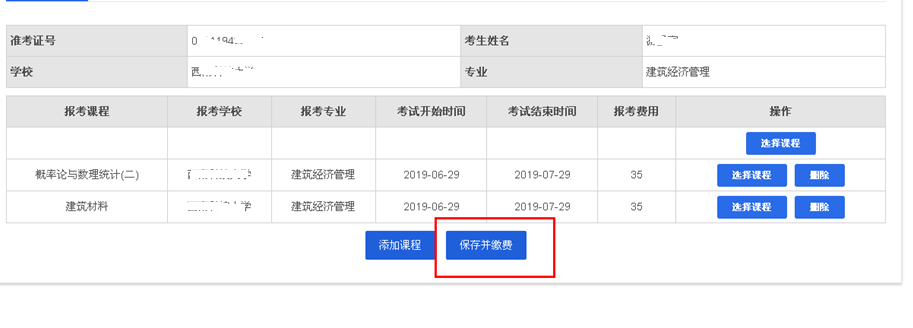 准考证号 考生姓名
学校 专业 建筑经济管理
报考课程 报考学校 报考专业 考试开始时间 考试结束时间 报考费用 操作
选择课程
概率论与数理统计(二) 建筑经济管理 2019-06-29 2019-07-29 35 选择课程 删除
建筑材料 建筑经济管理 2019-06-29 2019-07-29 35 选择课程 删除
添加课程 保存并缴费